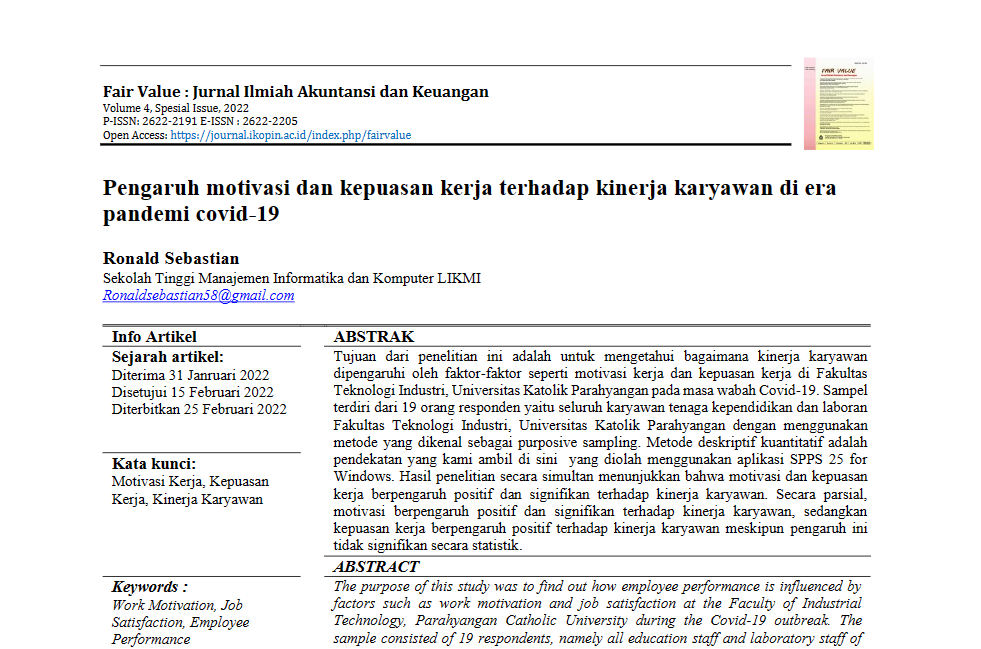 FAIR VALUE
Fair Value : Jurnal Ilmiah Akuntansi dan Keuangan
Volume 4, Spesial Issue, 2022
P-ISSN: 2622-2191 E-ISSN : 2622-2205
Open Access: https://journal.ikopin.ac.id/index.php/fairvalue
Pengaruh motivasi dan kepuasan kerja terhadap kinerja karyawan di era
pandemi covid-19
Ronald Sebastian
Sekolah Tinggi Manajemen Informatika dan Komputer LIKMI
Ronaldsebastian58@gmail.com
Info Artikel
Sejarah artikel:
Diterima 31 Janruari 2022
Disetujui 15 Februari 2022
Diterbitkan 25 Februari 2022
Kata kunci:
Motivasi Kerja, Kepuasan
Kerja, Kinerja Karyawan
Keywords :
Work Motivation, Job
Satisfaction, Employee
Performance
ABSTRAK
Tujuan dari penelitian ini adalah untuk mengetahui bagaimana kinerja karyawan
dipengaruhi oleh faktor-faktor seperti motivasi kerja dan kepuasan kerja di Fakultas
Teknologi Industri, Universitas Katolik Parahyangan pada masa wabah Covid-19. Sampel
terdiri dari 19 orang responden yaitu seluruh karyawan tenaga kependidikan dan laboran
Fakultas Teknologi Industri, Universitas Katolik Parahyangan dengan menggunakan
metode yang dikenal sebagai purposive sampling. Metode deskriptif kuantitatif adalah
pendekatan yang kami ambil di sini yang diolah menggunakan aplikasi SPPS 25 for
Windows. Hasil penelitian secara simultan menunjukkan bahwa motivasi dan kepuasan
kerja berpengaruh positif dan signifikan terhadap kinerja karyawan. Secara parsial,
motivasi berpengaruh positif dan signifikan terhadap kinerja karyawan, sedangkan
kepuasan kerja berpengaruh positif terhadap kinerja karyawan meskipun pengaruh ini
tidak signifikan secara statistik.
ABSTRACT
The purpose of this study was to find out how employee performance is influenced by
factors such as work motivation and job satisfaction at the Faculty of Industrial
Technology, Parahyangan Catholic University during the Covid-19 outbreak. The
sample consisted of 19 respondents, namely all education staff and laboratory staff of